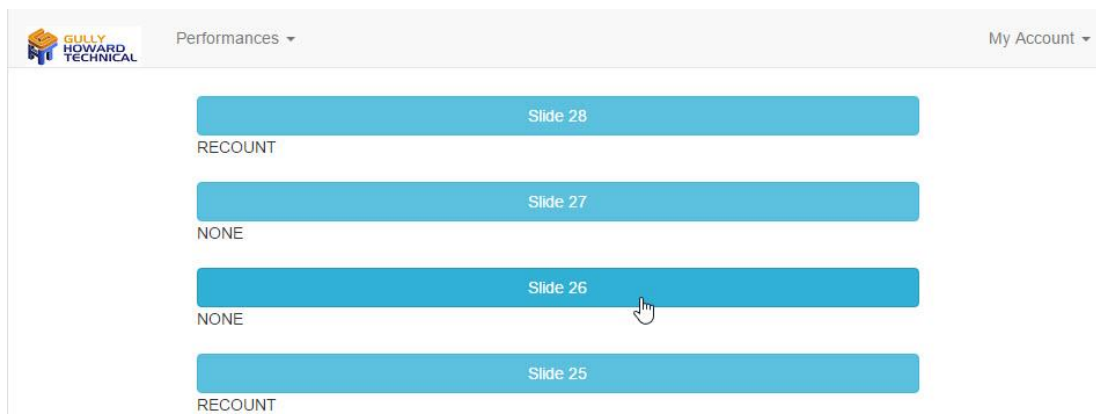 GULLY
HOWARD
TECHNICAL
Performances
My Account
Slide 28
RECOUNT
Slide 27
NONE
Slide 26
NONE
Slide 25
RECOUNT